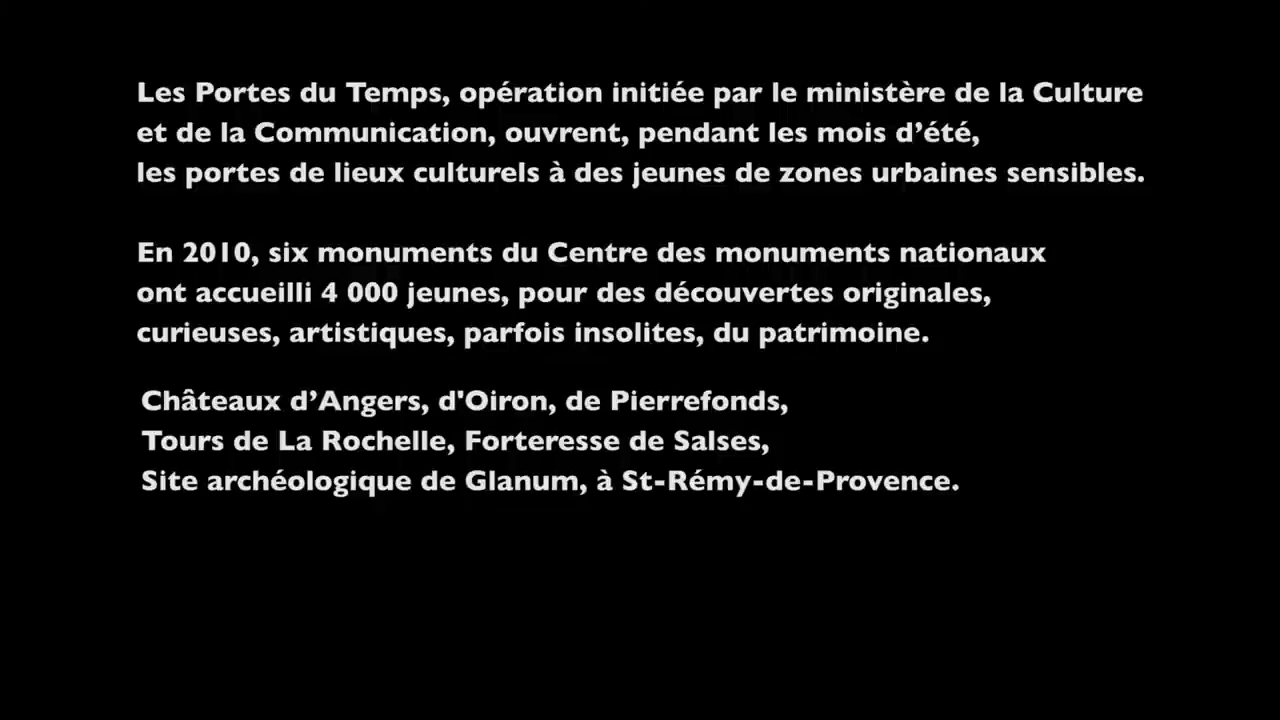 Les Portes du Temps, opération initiée par le ministère de la Culture
et de la Communication, ouvrent, pendant les mois d’été,
les portes de lieux culturels à des jeunes de zones urbaines sensibles.
En 2010, six monuments du Centre des monuments nationaux
ont accueilli 4 000 jeunes, pour des découvertes originales,
curieuses, artistiques, parfois insolites, du patrimoine.
Châteaux d’Angers, d'Oiron, de Pierrefonds,
Tours de La Rochelle, Forteresse de Salses,
Site archéologique de Glanum, à St-Rémy-de-Provence.